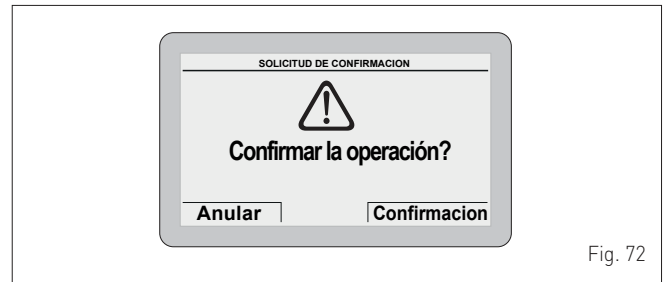 SOLICITUD DE CONFIRMACION
Confirmar la operación?
Anular Confirmacion
Fig. 72